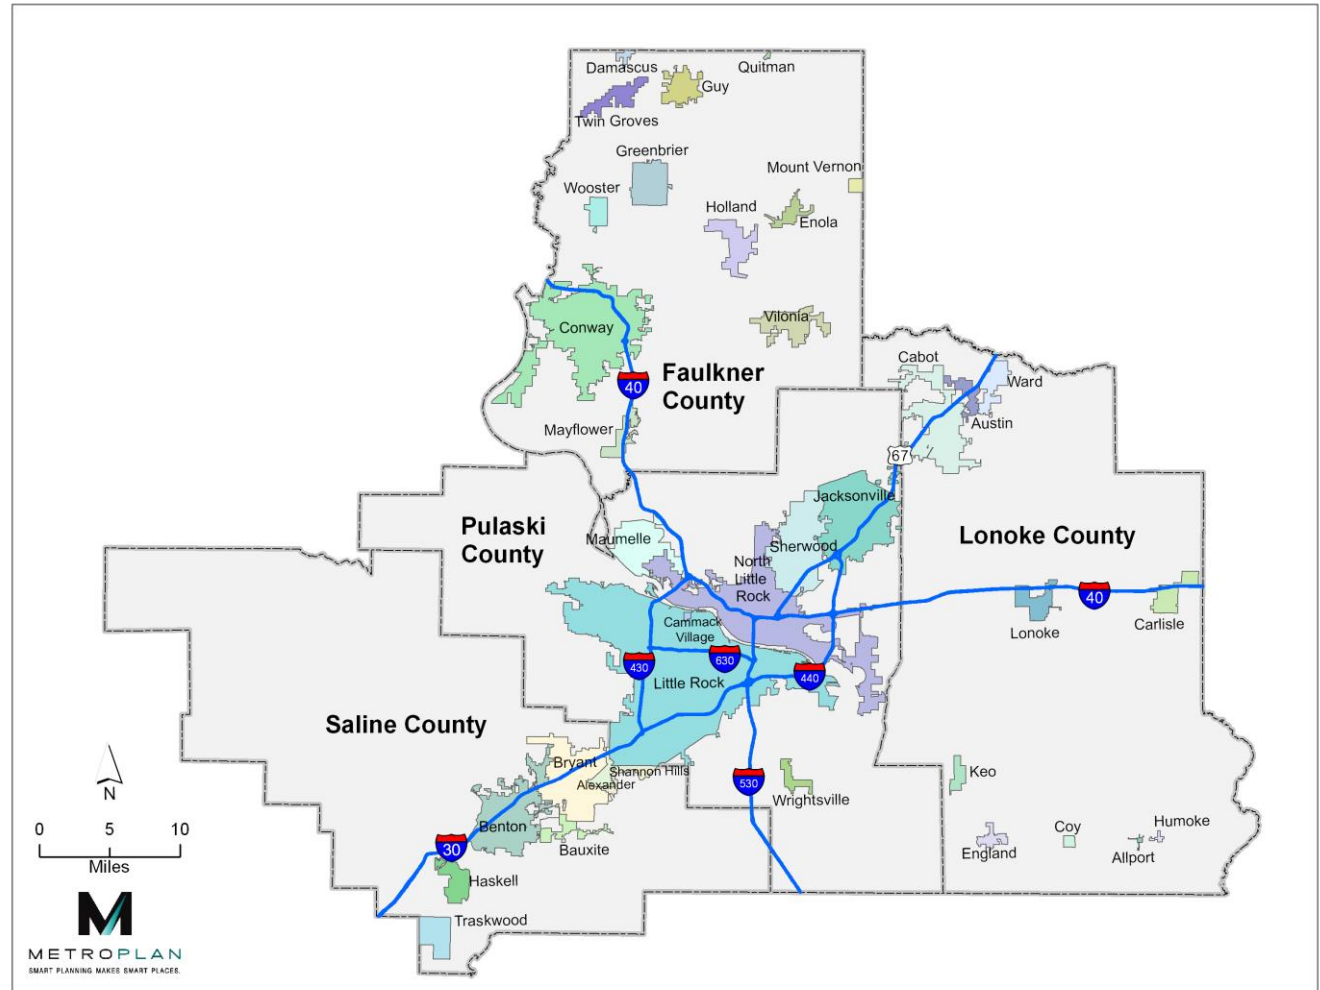 Damascus
Quitman
Guy
Twin Groves
Greenbrier
Mount Vernon
Wooster
Holland
Enola
Vilonia
Conway
Cabot
Faulkner
County
40
Ward
Austin
Mayflower
67
Jacksonville
Pulaski
County
Maumelle
Sherwood
Lonoke County
North
Little
Rock
40
Lonoke
Carlisle
Cammack
Village
430
630
440
Little Rock
Saline County
Bryant
Shannon Hills
Alexander
530
Wrightsville
Keo
N
0 5 10
Miles
Benton
30
Bauxite
England
Coy
Humoke
Allport
Haskell
Traskwood
M
METROPLAN
SMART PLANNING MAKES SMART PLACES.